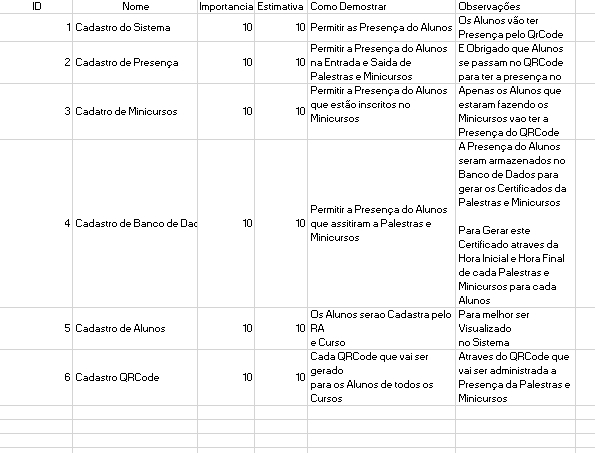 ID Nome Importancia Estimativa Como Demostrar Observações
1 Cadastro do Sistema 10 10 Permitir as Presença do Alunos
Os Alunos vão ter
Presença pelo QrCode
2 Cadastro de Presença 10 10
Permitir a Presença do Alunos
na Entrada e Saida de
Palestras e Minicursos
E Obrigado que Alunos
se passam no QRCode
para ter a presença no
3 Cadatro de Minicursos 10 10
Permitir a Presença do Alunos
que estão inscritos no
Minicursos
Apenas os Alunos que
estaram fazendo os
Minicursos vao ter a
Presença do QRCode
4 Cadastro de Banco de Dad 10 10
Permitir a Presença do Alunos
que assitiram a Palestras e
Minicursos
A Presença do Alunos
seram armazenados no
Banco de Dados para
gerar os Certificados da
Palestras e Minicursos
Para Gerar este
Certificado atraves da
Hora Inicial e Hora Final
de cada Palestras e
Minicursos para cada
Alunos
5 Cadastro de Alunos 10 10
Os Alunos serao Cadastra pelo
RA
e Curso
Para melhor ser
Visualizado
no Sistema
6 Cadastro QRCode 10 10
Cada QRCode que vai ser
gerado
para os Alunos de todos os
Cursos
Atraves do QRCode que
vai ser administrada a
Presença da Palestras e
Minicursos